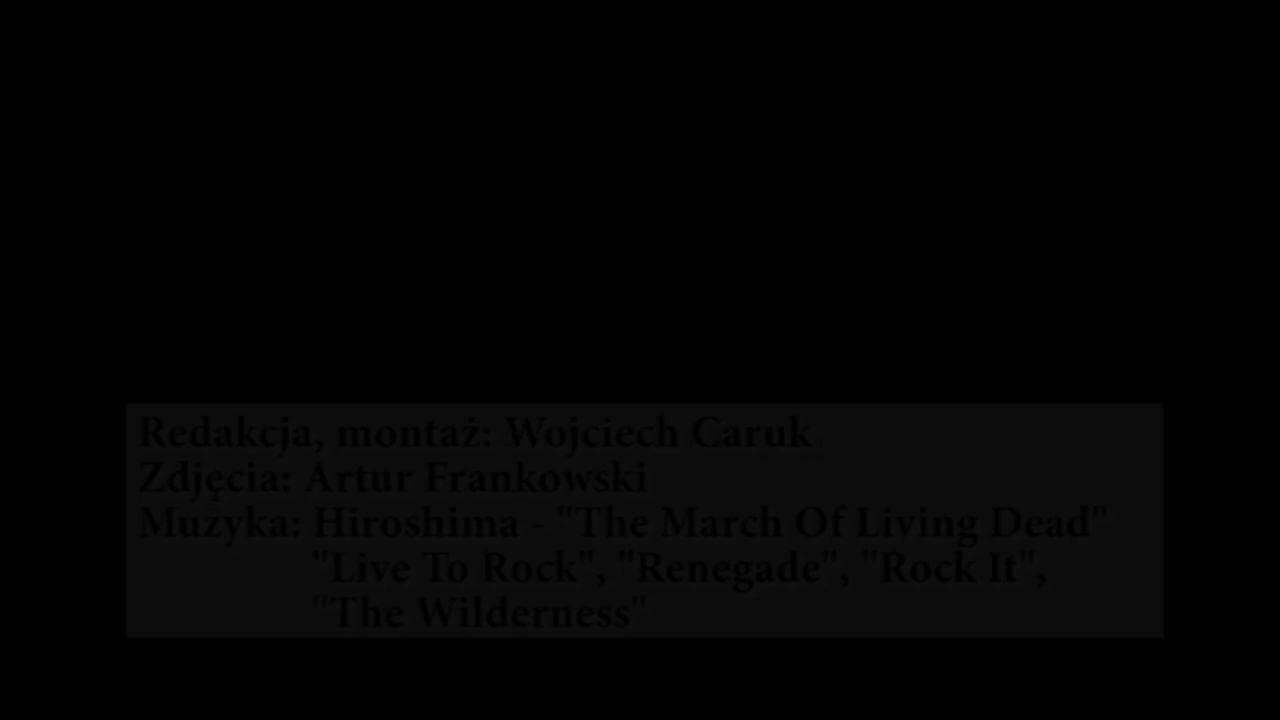 Redakcja, montaż: Wojciech Caruk
Zdjęcia: Artur Frankowski
Muzyka: Hiroshima - "The March Of Living Dead"
"Live To Rock", "Renegade", "Rock It",
"The Wilderness"